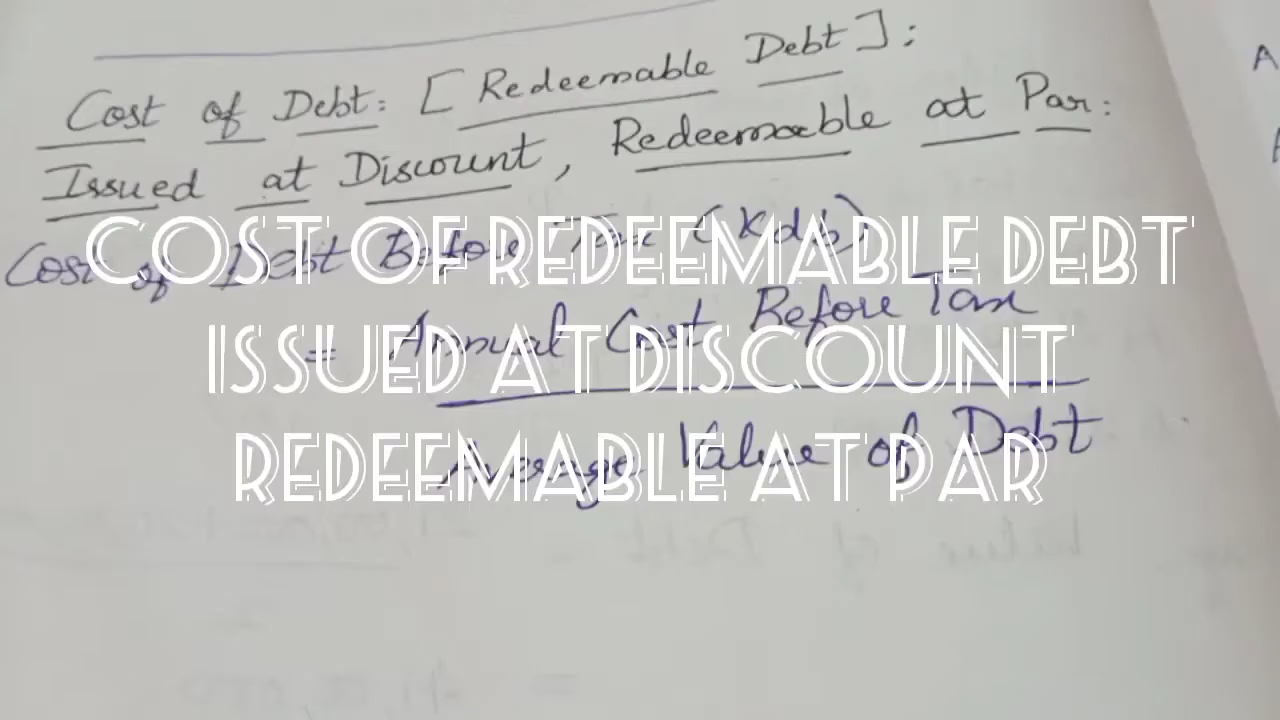 Cost of Debt: [Redeemable Debt]:
Issued at Discount, Redeemable at Par:
Cost of Debt Before Tax (Kdb)
= Annual Cost Before Tax
Average Value of Debt
COST OF REDEEMABLE DEBT
ISSUED AT DISCOUNT
REDEEMABLE AT PAR
A